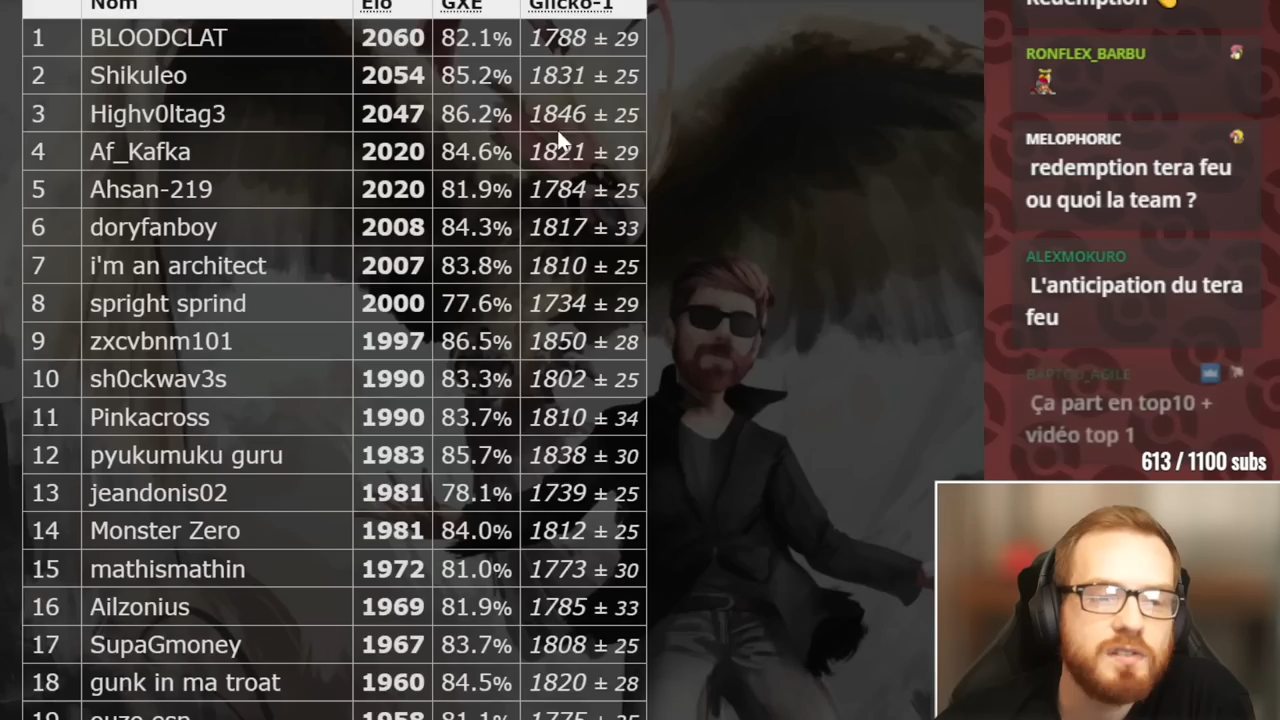 Nom Elo GXE Glicko-1
1 BLOODCLAT 2060 82.1% 1788 ± 29
2 Shikuleo 2054 85.2% 1831 ± 25
3 Highv0ltag3 2047 86.2% 1846 ± 25
4 Af_Kafka 2020 84.6% 1821 ± 29
5 Ahsan-219 2020 81.9% 1784 ± 25
6 doryfanboy 2008 84.3% 1817 ± 33
7 i'm an architect 2007 83.8% 1810 ± 25
8 spright sprind 2000 77.6% 1734 ± 29
9 zxcvbnm101 1997 86.5% 1850 ± 28
10 sh0ckwav3s 1990 83.3% 1802 ± 25
11 Pinkacross 1990 83.7% 1810 ± 34
12 pyukumuku guru 1983 85.7% 1838 ± 30
13 jeandonis02 1981 78.1% 1739 ± 25
14 Monster Zero 1981 84.0% 1812 ± 25
15 mathismathin 1972 81.0% 1773 ± 30
16 Ailzonius 1969 81.9% 1785 ± 33
17 SupaGmoney 1967 83.7% 1808 ± 25
18 gunk in ma troat 1960 84.5% 1820 ± 28
19 ouzo esp 1958 81.1% 1775
Redemption
RONFLEX_BARBU
MELOPHORIC
redemption tera feu
ou quoi la team ?
ALEXMOKURO
L'anticipation du tera
feu
Ça part en top10 +
vidéo top 1
613 / 1100 subs